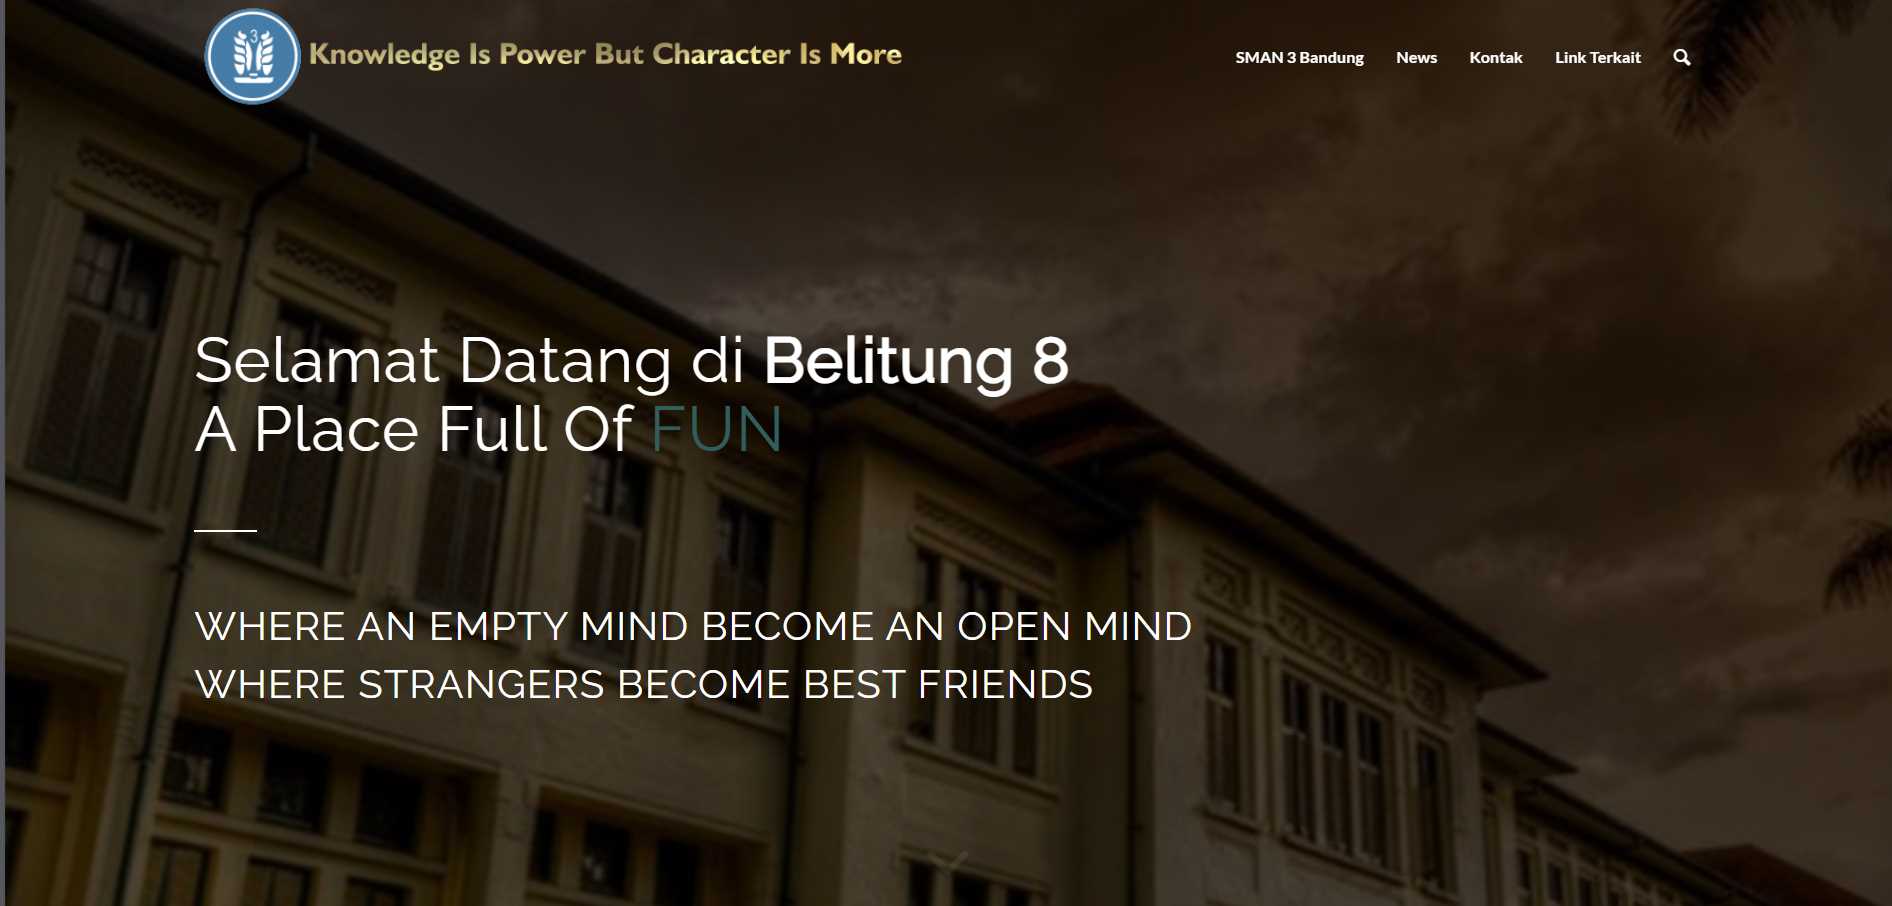 3
Knowledge Is Power But Character Is More
SMAN 3 Bandung
News
Kontak
Link Terkait
Selamat Datang di Belitung 8
A Place Full Of FUN
WHERE AN EMPTY MIND BECOME AN OPEN MIND
WHERE STRANGERS BECOME BEST FRIENDS